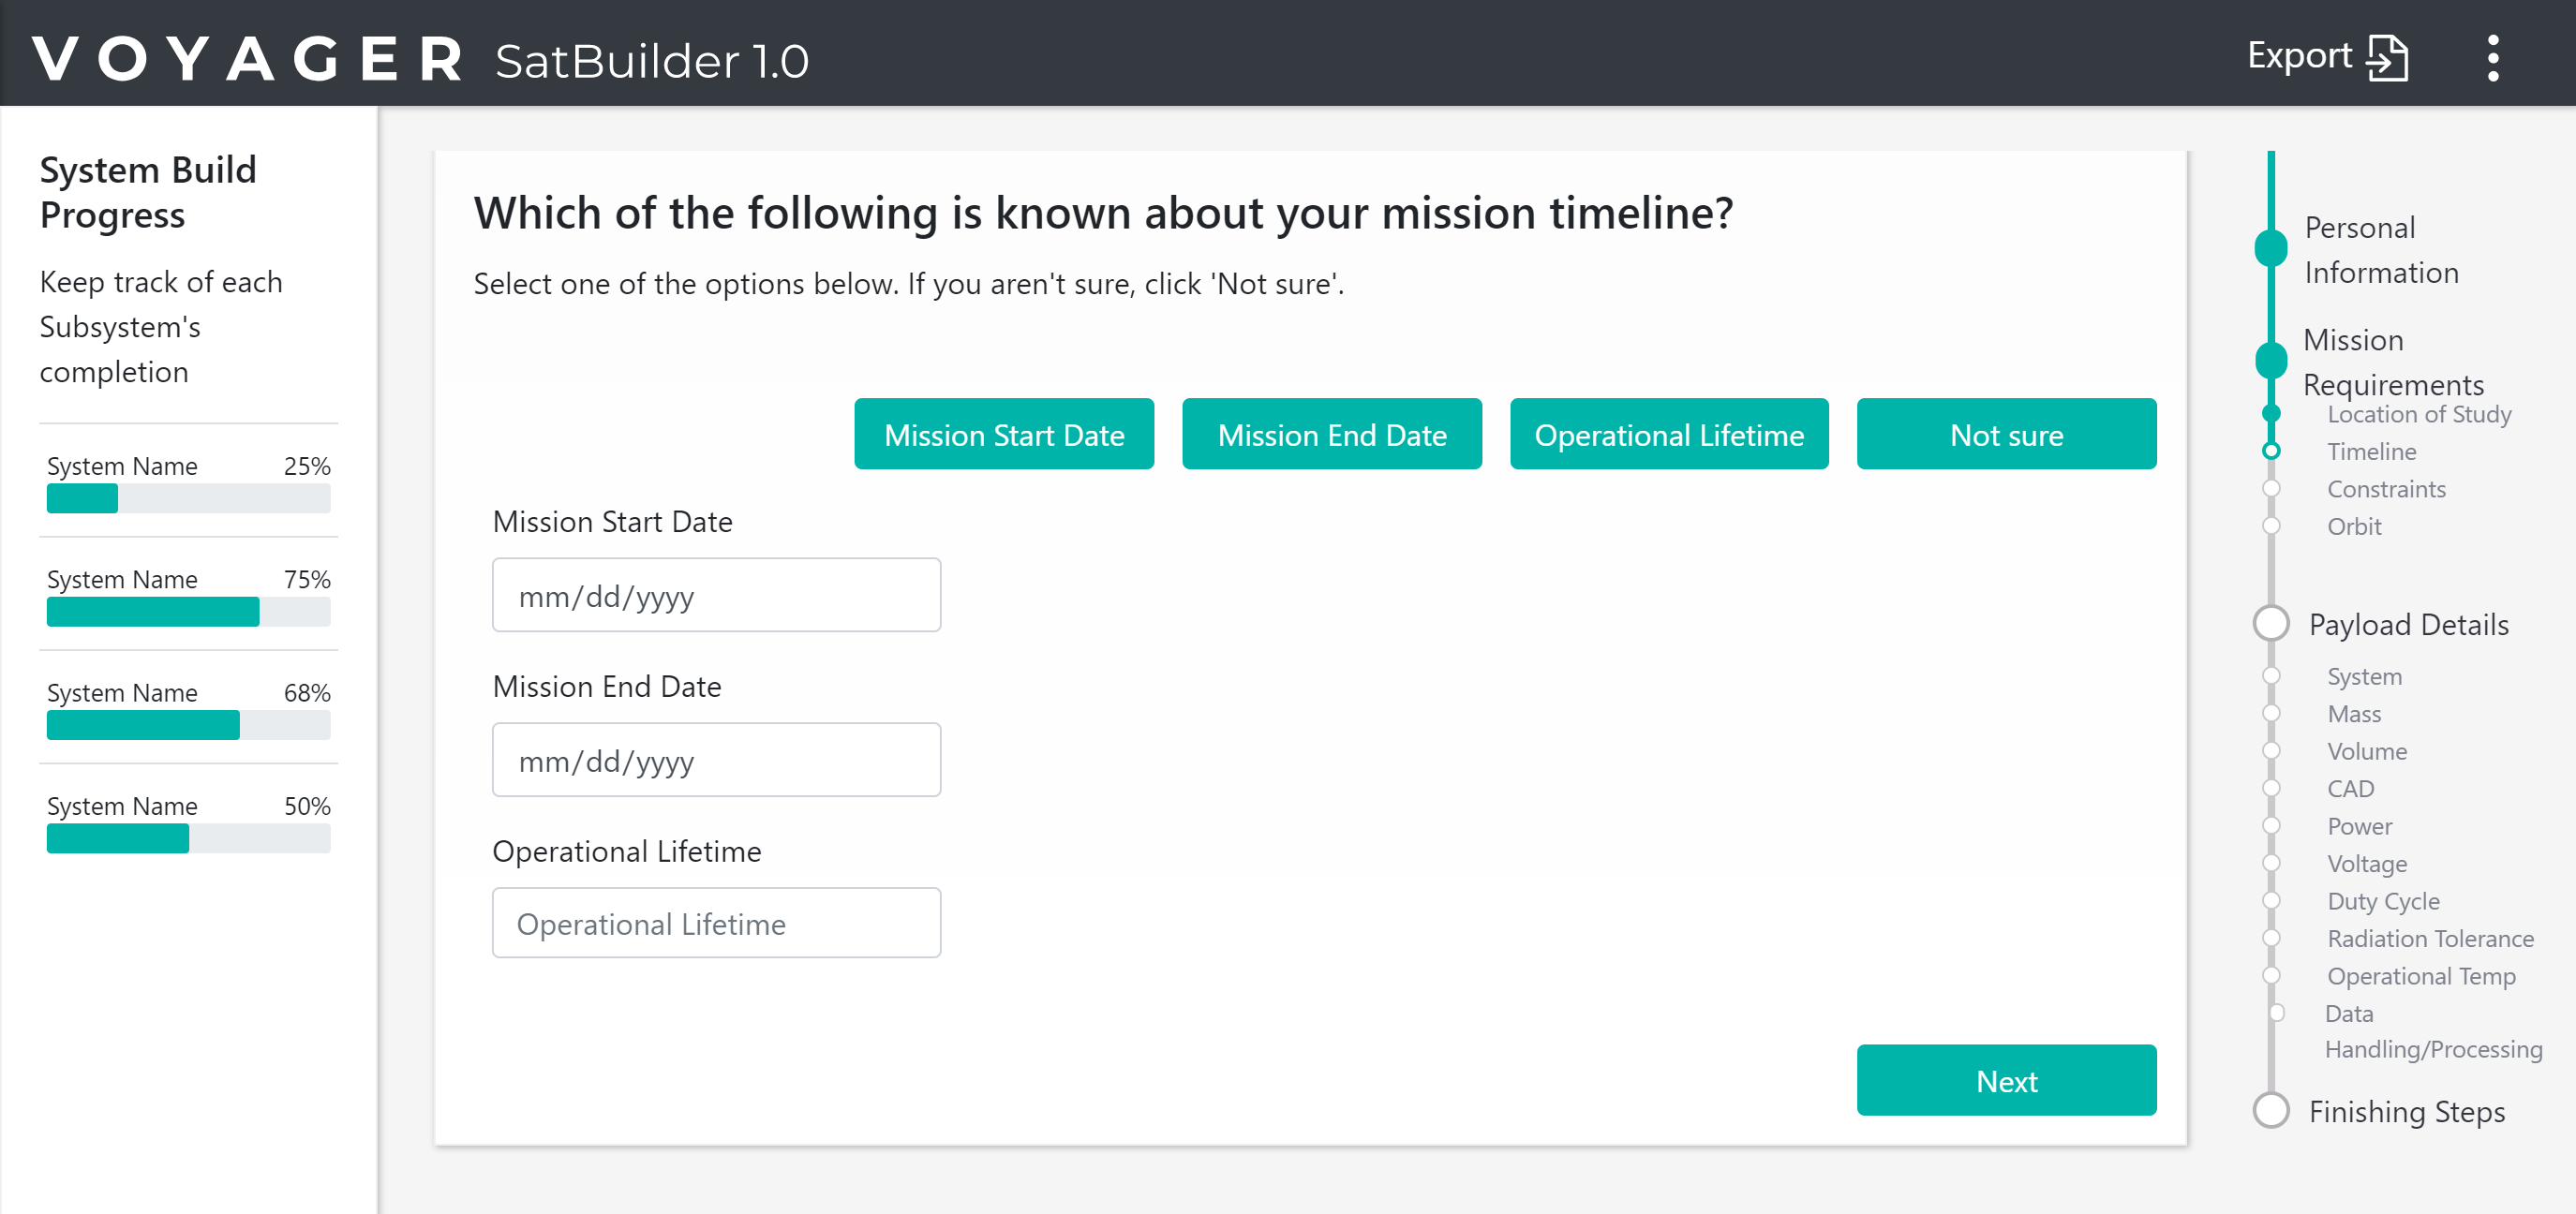 VOYAGER SatBuilder 1.0
Export
System Build
Progress
Keep track of each
Subsystem's
completion
System Name 25%
System Name 75%
System Name 68%
System Name 50%
Which of the following is known about your mission timeline?
Select one of the options below. If you aren't sure, click 'Not sure'.
Mission Start Date
Mission End Date
Operational Lifetime
Not sure
Mission Start Date
mm/dd/yyyy
Mission End Date
mm/dd/yyyy
Operational Lifetime
Operational Lifetime
Next
Personal
Information
Mission
Requirements
Location of Study
Timeline
Constraints
Orbit
Payload Details
System
Mass
Volume
CAD
Power
Voltage
Duty Cycle
Radiation Tolerance
Operational Temp
Data
Handling/Processing
Finishing Steps